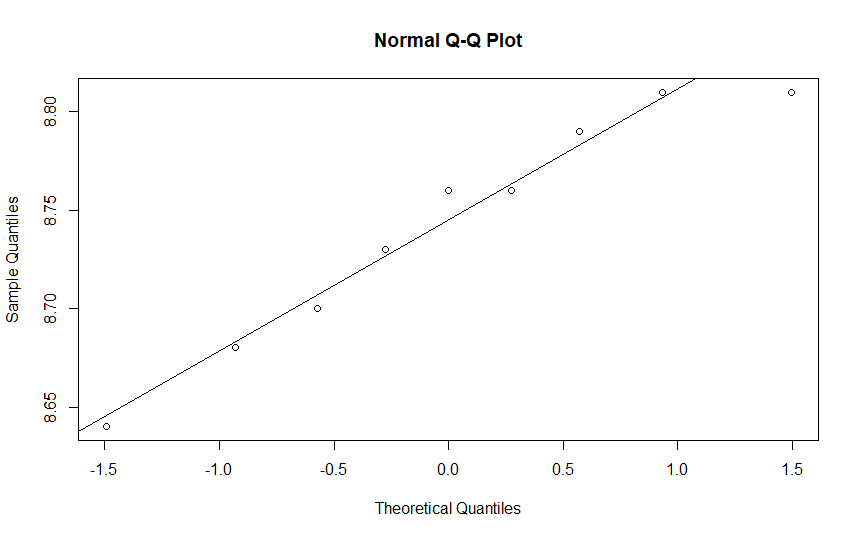 Normal Q-Q Plot
Sample Quantiles
8.80
8.75
8.70
8.65
-1.5 -1.0 -0.5 0.0 0.5 1.0 1.5
Theoretical Quantiles